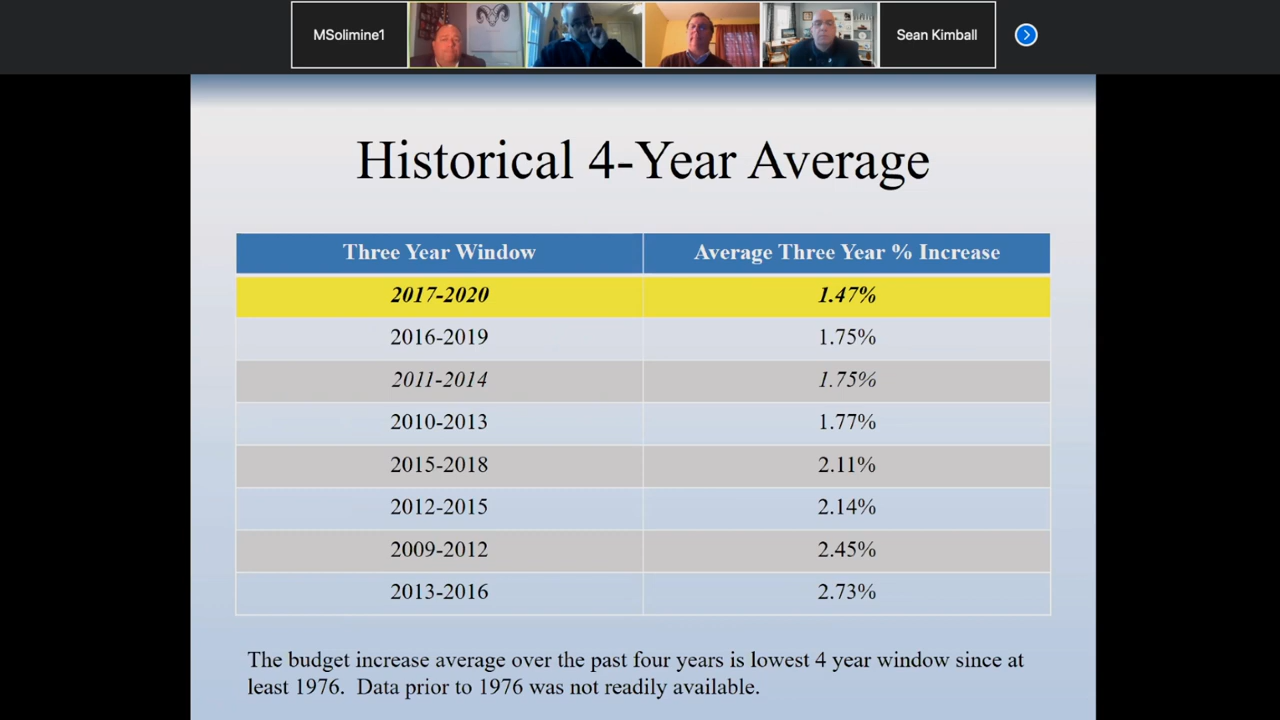 MSolimine1
Sean Kimball
Historical 4-Year Average
Three Year Window
Average Three Year % Increase
2017-2020
1.47%
2016-2019
1.75%
2011-2014
1.75%
2010-2013
1.77%
2015-2018
2.11%
2012-2015
2.14%
2009-2012
2.45%
2013-2016
2.73%
The budget increase average over the past four years is lowest 4 year window since at
least 1976. Data prior to 1976 was not readily available.